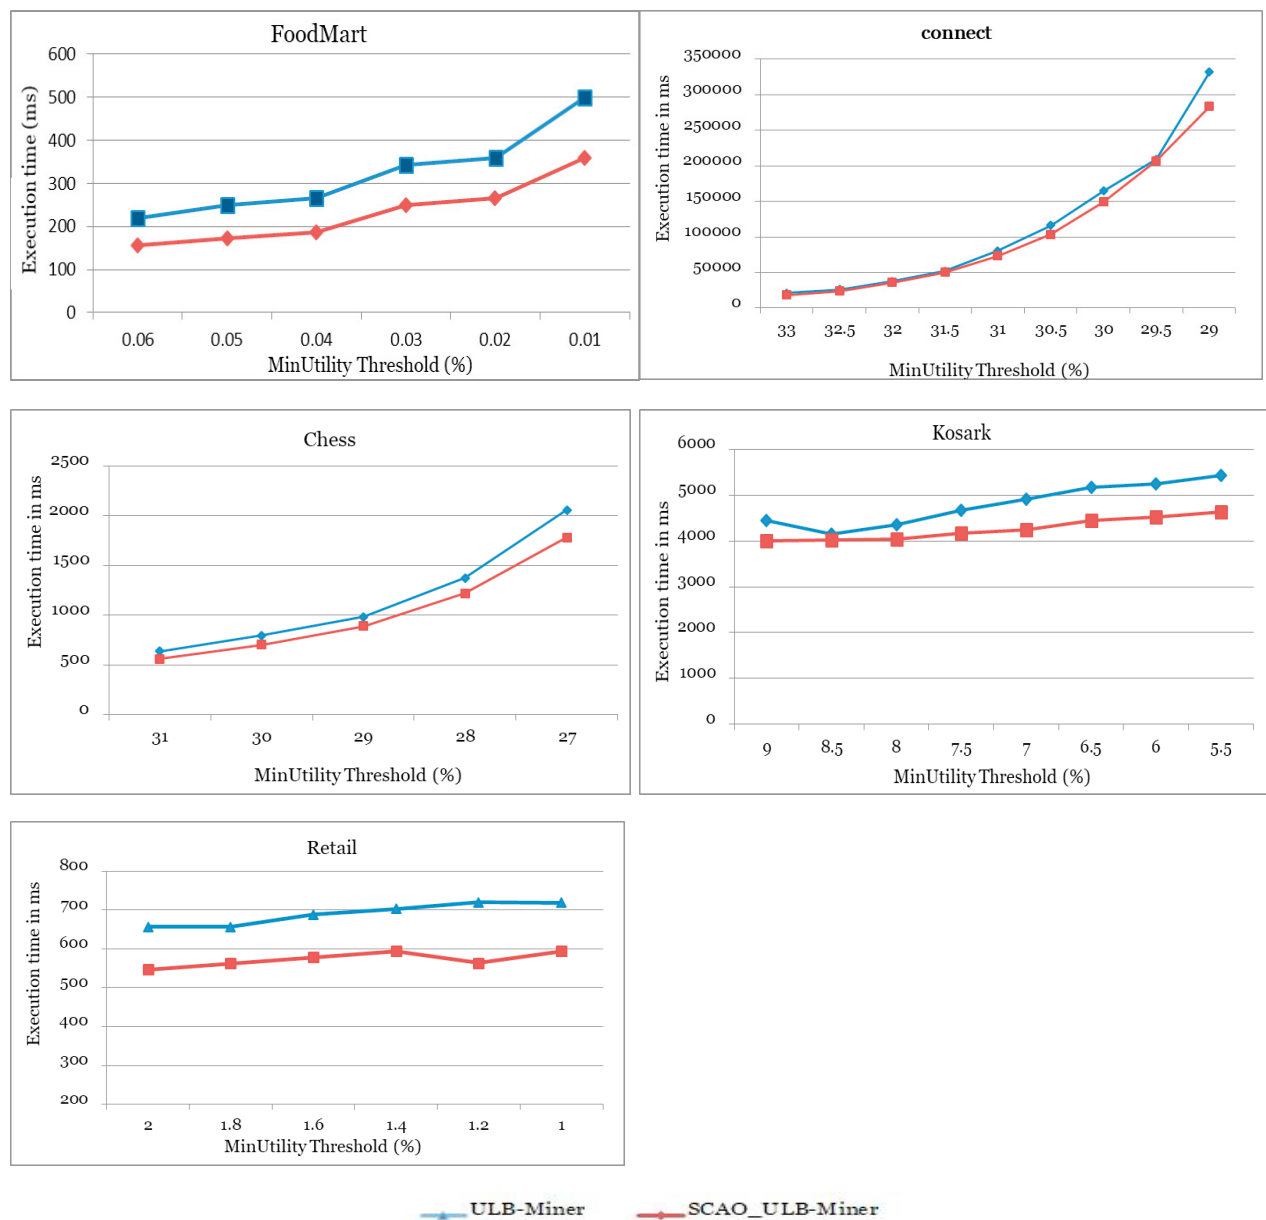 FoodMart
Execution time (ms)
600
500
400
300
200
100
0
0.06 0.05 0.04 0.03 0.02 0.01
MinUtility Threshold (%)
connect
Execution time in ms
350000
300000
250000
200000
150000
100000
50000
0
33 32.5 32 31.5 31 30.5 30 29.5 29
MinUtility Threshold (%)
Chess
Execution time in ms
2500
2000
1500
1000
500
0
31 30 29 28 27
MinUtility Threshold (%)
Kosark
Execution time in ms
6000
5000
4000
3000
2000
1000
0
9 8.5 8 7.5 7 6.5 6 5.5
MinUtility Threshold (%)
Retail
Execution time in ms
800
700
600
500
400
300
200
2 1.8 1.6 1.4 1.2 1
MinUtility Threshold (%)
ULB-Miner SCAO_ULB-Miner